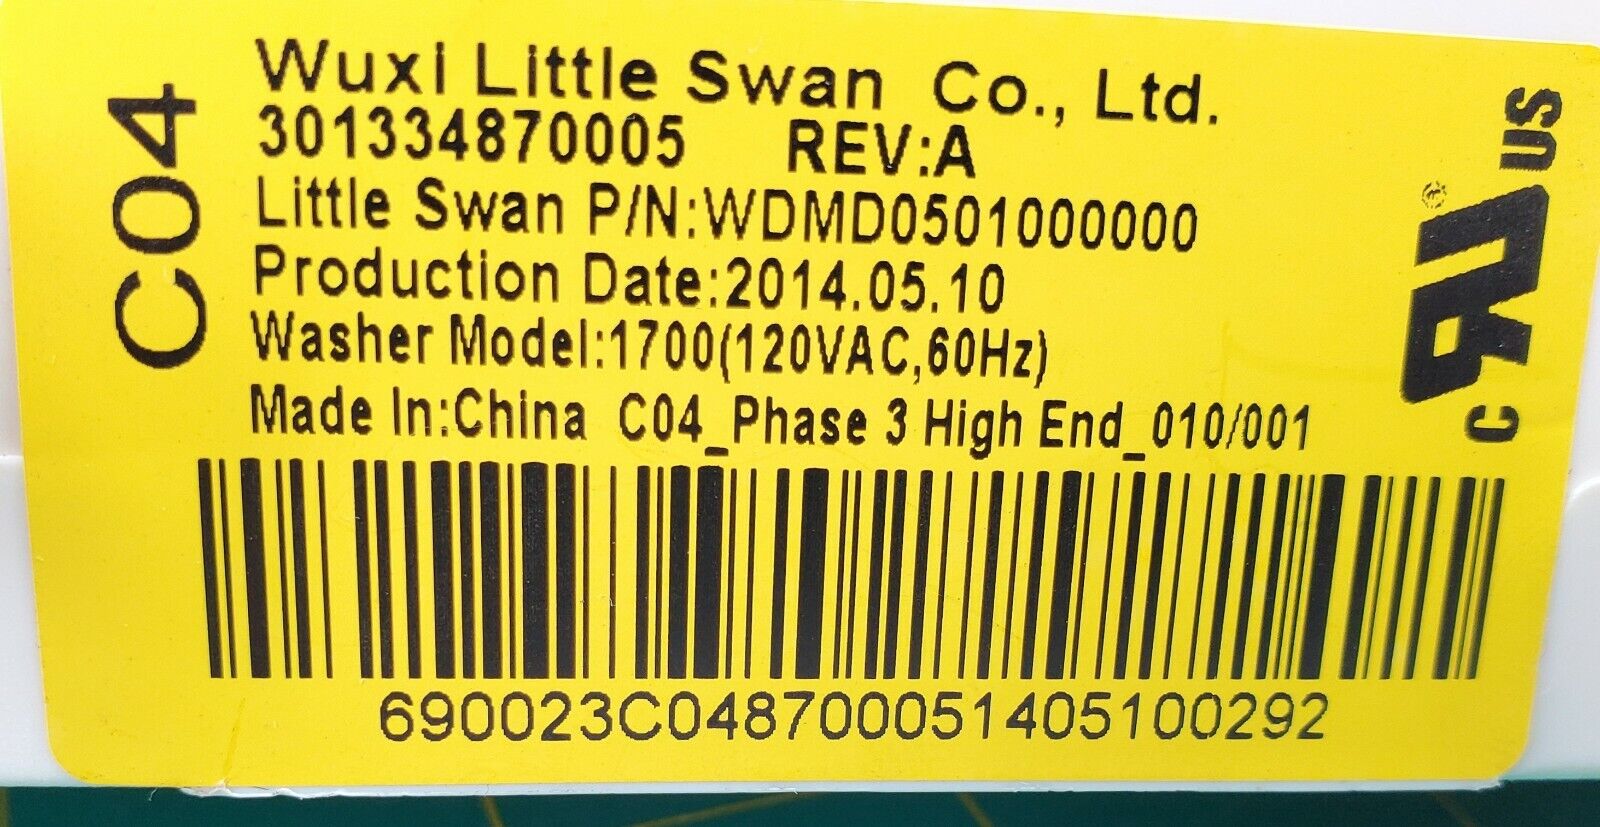 C04
Wuxi Little Swan Co., Ltd.
301334870005 REV:A
Little Swan P/N:WDMD0501000000
Production Date:2014.05.10
Washer Model:1700(120VAC,60Hz)
Made In:China C04_Phase 3 High End_010/001
690023C048700051405100292
c RU ® US